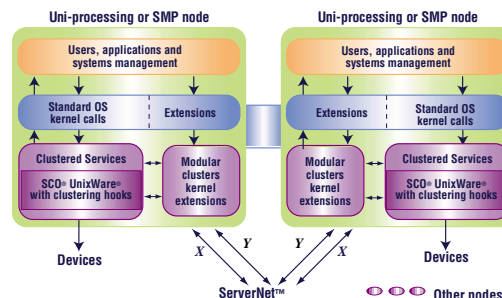 Uni-processing or SMP node
Users, applications and
systems management
Standard OS
kernel calls
Extensions
Clustered Services
SCO® UnixWare®
with clustering hooks
Modular
clusters
kernel
extensions
Devices
X
Y
Uni-processing or SMP node
Users, applications and
systems management
Extensions
Standard OS
kernel calls
Modular
clusters
kernel
extensions
Clustered Services
SCO® UnixWare®
with clustering hooks
Y
X
Devices
ServerNet™
Other nodes